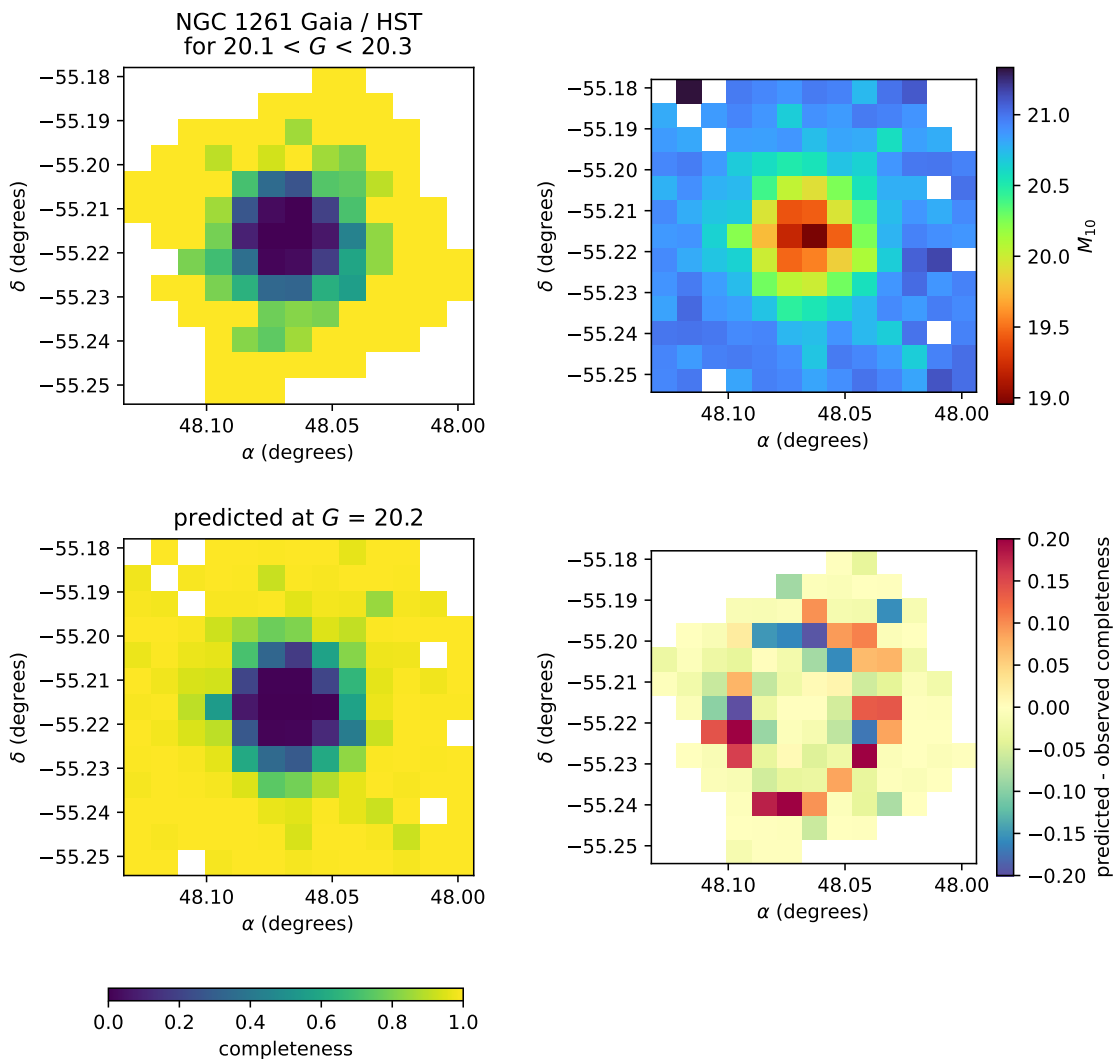 NGC 1261 Gaia / HST
for 20.1 < G < 20.3
−55.18
−55.19
−55.20
−55.21
−55.22
−55.23
−55.24
−55.25
δ (degrees)
48.10 48.05 48.00
α (degrees)
−55.18
−55.19
−55.20
−55.21
−55.22
−55.23
−55.24
−55.25
δ (degrees)
48.10 48.05 48.00
α (degrees)
21.0
20.5
20.0
19.5
19.0
M10
predicted at G = 20.2
−55.18
−55.19
−55.20
−55.21
−55.22
−55.23
−55.24
−55.25
δ (degrees)
48.10 48.05 48.00
α (degrees)
−55.18
−55.19
−55.20
−55.21
−55.22
−55.23
−55.24
−55.25
δ (degrees)
48.10 48.05 48.00
α (degrees)
0.20
0.15
0.10
0.05
0.00
−0.05
−0.10
−0.15
−0.20
predicted - observed completeness
0.0 0.2 0.4 0.6 0.8 1.0
completeness